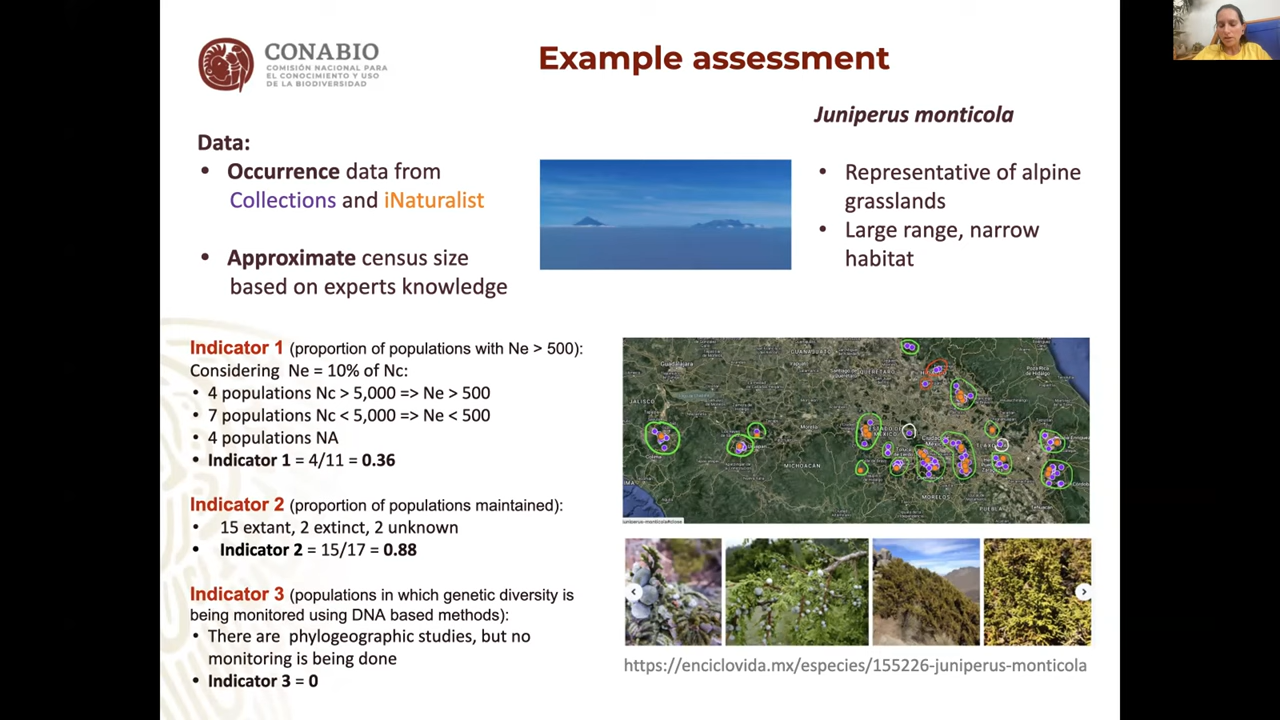 CONABIO
COMISIÓN NACIONAL PARA
EL CONOCIMIENTO Y USO
DE LA BIODIVERSIDAD
Example assessment
Juniperus monticola
Data:
• Occurrence data from
Collections and iNaturalist
• Approximate census size
based on experts knowledge
• Representative of alpine
grasslands
• Large range, narrow
habitat
Indicator 1 (proportion of populations with Ne > 500):
Considering Ne = 10% of Nc:
• 4 populations Nc > 5,000 => Ne > 500
• 7 populations Nc < 5,000 => Ne < 500
• 4 populations NA
• Indicator 1 = 4/11 = 0.36
Indicator 2 (proportion of populations maintained):
• 15 extant, 2 extinct, 2 unknown
• Indicator 2 = 15/17 = 0.88
Indicator 3 (populations in which genetic diversity is
being monitored using DNA based methods):
• There are phylogeographic studies, but no
monitoring is being done
• Indicator 3 = 0
GUANAJUATO
Guadalajara
JALISCO
Morelia
MICHOACÁN
MORELOS
PUEBLA
juniperus-monticola#close
https://enciclovida.mx/especies/155226-juniperus-monticola